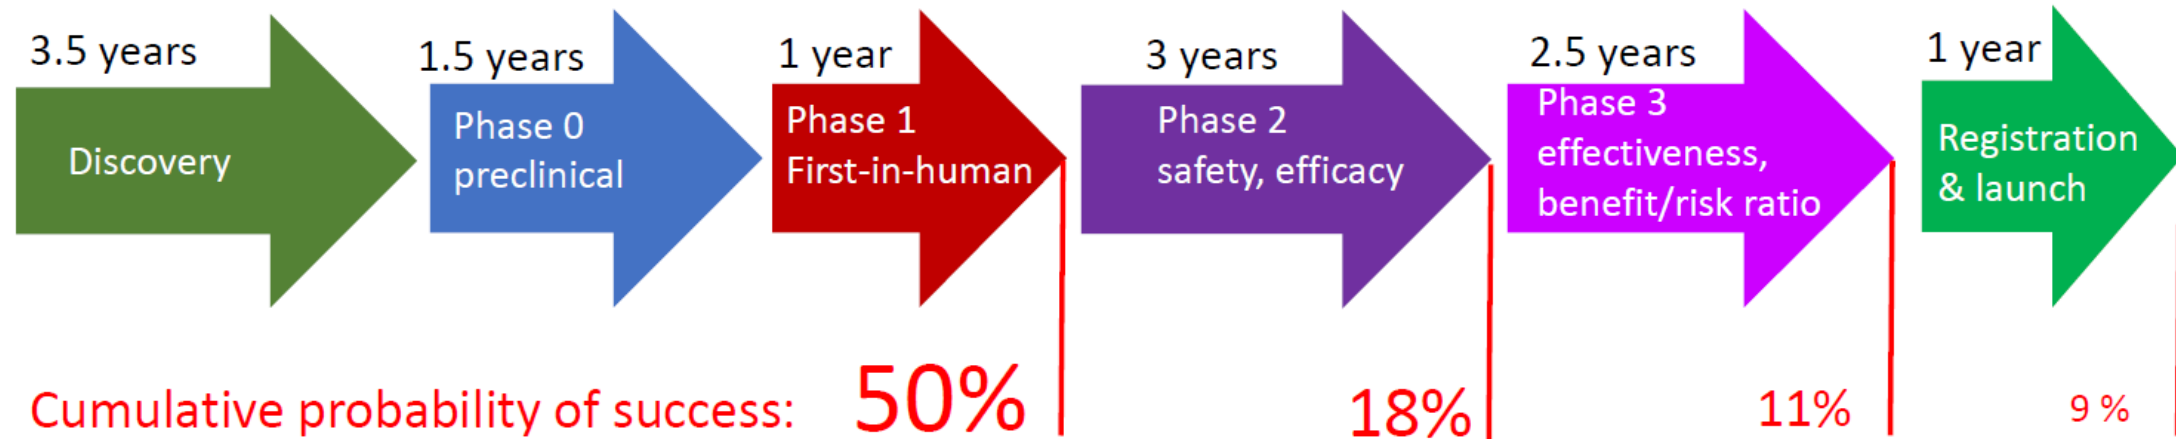 3.5 years
Discovery
1.5 years
Phase 0
preclinical
1 year
Phase 1
First-in-human
3 years
Phase 2
safety, efficacy
2.5 years
Phase 3
effectiveness,
benefit/risk ratio
1 year
Registration
& launch
Cumulative probability of success: 50% 18% 11% 9 %